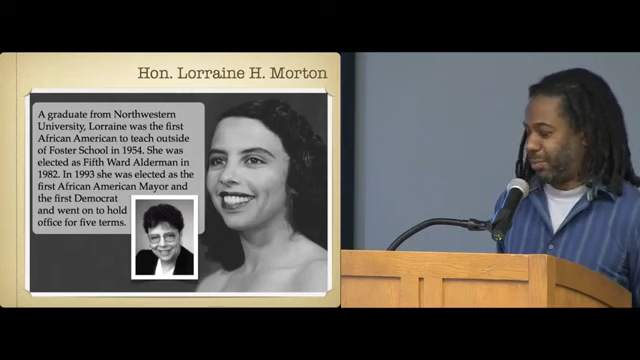 Hon. Lorraine H. Morton
A graduate from Northwestern
University, Lorraine was the first
African American to teach outside
of Foster School in 1954. She was
elected as Fifth Ward Alderman in
1982. In 1993 she was elected as the
first African American Mayor and
the first Democrat
and went on to hold
office for five terms.